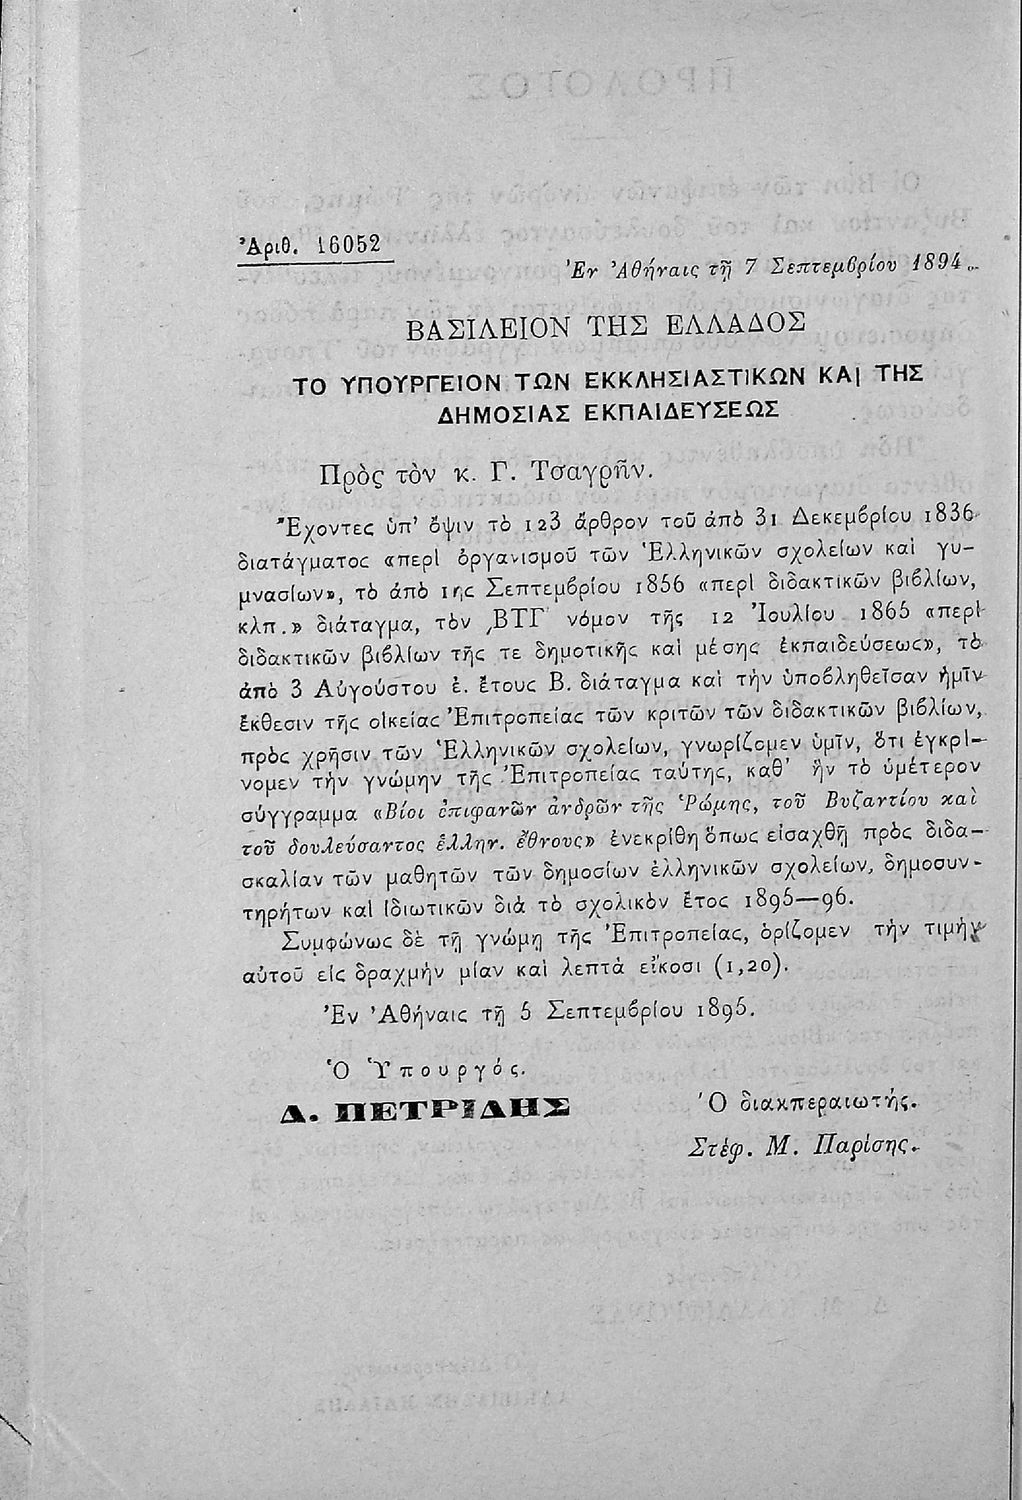 Ἀριθ. 16052
Ἐν Ἀθήναις τῇ 7 Σεπτεμβρίου 1894
ΒΑΣΙΛΕΙΟΝ ΤΗΣ ΕΛΛΑΔΟΣ
ΤΟ ΥΠΟΥΡΓΕΙΟΝ ΤΩΝ ΕΚΚΛΗΣΙΑΣΤΙΚΩΝ ΚΑΙ ΤΗΣ
ΔΗΜΟΣΙΑΣ ΕΚΠΑΙΔΕΥΣΕΩΣ
Πρὸς τὸν κ. Γ. Τσαγρῆν.
Ἔχοντες ὑπ' ὄψιν τὸ 123 ἄρθρον τοῦ ἀπὸ 31 Δεκεμβρίου 1836
διατάγματος «περὶ ὀργανισμοῦ τῶν Ἑλληνικῶν σχολείων καὶ γυ-
μνασίων», τὸ ἀπὸ 1ης Σεπτεμβρίου 1856 «περὶ διδακτικῶν βιβλίων,
κλπ.» διάταγμα, τὸν ͵ΒΤΓ' νόμον τῆς 12 Ἰουλίου 1865 «περὶ
διδακτικῶν βιβλίων τῆς τε δημοτικῆς καὶ μέσης ἐκπαιδεύσεως», τὸ
ἀπὸ 3 Αὐγούστου ἐ. ἔτους Β. διάταγμα καὶ τὴν ὑποβληθεῖσαν ἡμῖν
ἔκθεσιν τῆς οἰκείας Ἐπιτροπείας τῶν κριτῶν τῶν διδακτικῶν βιβλίων,
πρὸς χρῆσιν τῶν Ἑλληνικῶν σχολείων, γνωρίζομεν ὑμῖν, ὅτι ἐγκρί-
νομεν τὴν γνώμην τῆς Ἐπιτροπείας ταύτης, καθ' ἣν τὸ ὑμέτερον
σύγγραμμα «Βίοι ἐπιφανῶν ἀνδρῶν τῆς Ῥώμης, τοῦ Βυζαντίου καὶ
τοῦ δουλεύσαντος ἑλλην. ἔθνους» ἐνεκρίθη ὅπως εἰσαχθῇ πρὸς διδα-
σκαλίαν τῶν μαθητῶν τῶν δημοσίων ἑλληνικῶν σχολείων, δημοσυν-
τηρήτων καὶ ἰδιωτικῶν διὰ τὸ σχολικὸν ἔτος 1895—96.
Συμφώνως δὲ τῇ γνώμῃ τῆς Ἐπιτροπείας, ὁρίζομεν τὴν τιμὴν
αὐτοῦ εἰς δραχμὴν μίαν καὶ λεπτὰ εἴκοσι (1,20).
Ἐν Ἀθήναις τῇ 5 Σεπτεμβρίου 1895.
Ὁ Ὑπουργός.
Δ. ΠΕΤΡΙΔΗΣ
Ὁ διεκπεραιωτής.
Στέφ. Μ. Παρίσης.